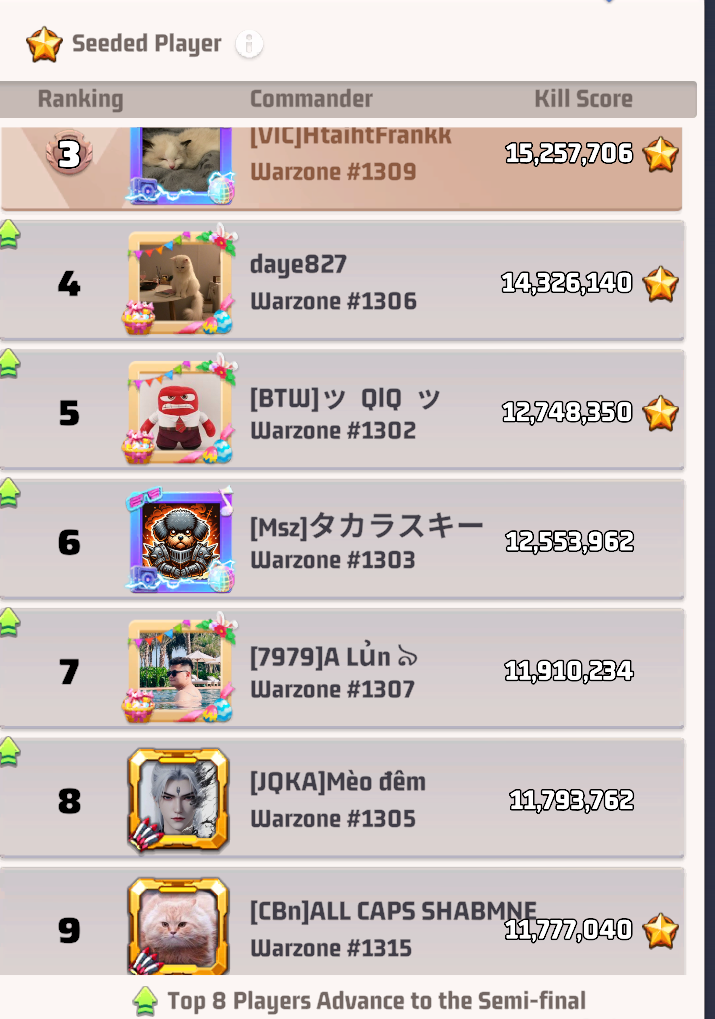 Seeded Player
Ranking Commander Kill Score
3 [VIC]HtaihtFrankk 15,257,706
Warzone #1309
4 daye827 14,326,140
Warzone #1306
5 [BTW]ツ QlQ ツ 12,748,350
Warzone #1302
6 [Msz]タカラスキー 12,553,962
Warzone #1303
7 [7979]A Lủn ঌ 11,910,234
Warzone #1307
8 [JQKA]Mèo đêm 11,793,762
Warzone #1305
9 [CBn]ALL CAPS SHABMNE 11,777,040
Warzone #1315
Top 8 Players Advance to the Semi-final